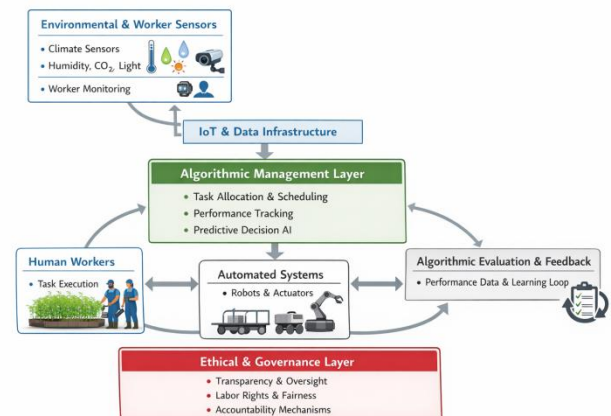 Environmental & Worker Sensors
• Climate Sensors
• Humidity, CO₂, Light
• Worker Monitoring
IoT & Data Infrastructure
Algorithmic Management Layer
• Task Allocation & Scheduling
• Performance Tracking
• Predictive Decision AI
Human Workers
• Task Execution
Automated Systems
• Robots & Actuators
Algorithmic Evaluation & Feedback
• Performance Data & Learning Loop
Ethical & Governance Layer
• Transparency & Oversight
• Labor Rights & Fairness
• Accountability Mechanisms